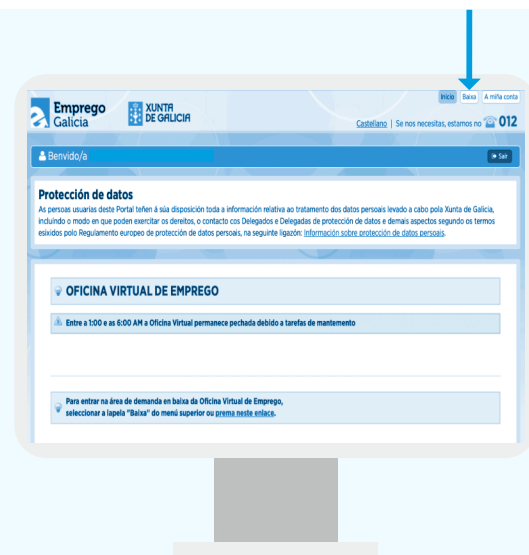 Inicio Baixa A miña conta
Emprego
Galicia
XUNTA
DE GALICIA
Castellano | Se nos necesitas, estamos no 012
Benvido/a
Sair
Protección de datos
As persoas usuarias deste Portal teñen á súa disposición toda a información relativa ao tratamento dos datos persoais levado a cabo pola Xunta de Galicia,
incluíndo o modo en que poden exercitar os dereitos, o contacto cos Delegados e Delegadas de protección de datos e demais aspectos segundo os termos
esixidos polo Regulamento europeo de protección de datos persoais, na seguinte ligazón: Información sobre protección de datos persoais.
OFICINA VIRTUAL DE EMPREGO
Entre a 1:00 e as 6:00 AM a Oficina Virtual permanece pechada debido a tarefas de mantemento
Para entrar na área de demanda en baixa da Oficina Virtual de Emprego,
seleccionar a lapela "Baixa" do menú superior ou prema neste enlace.